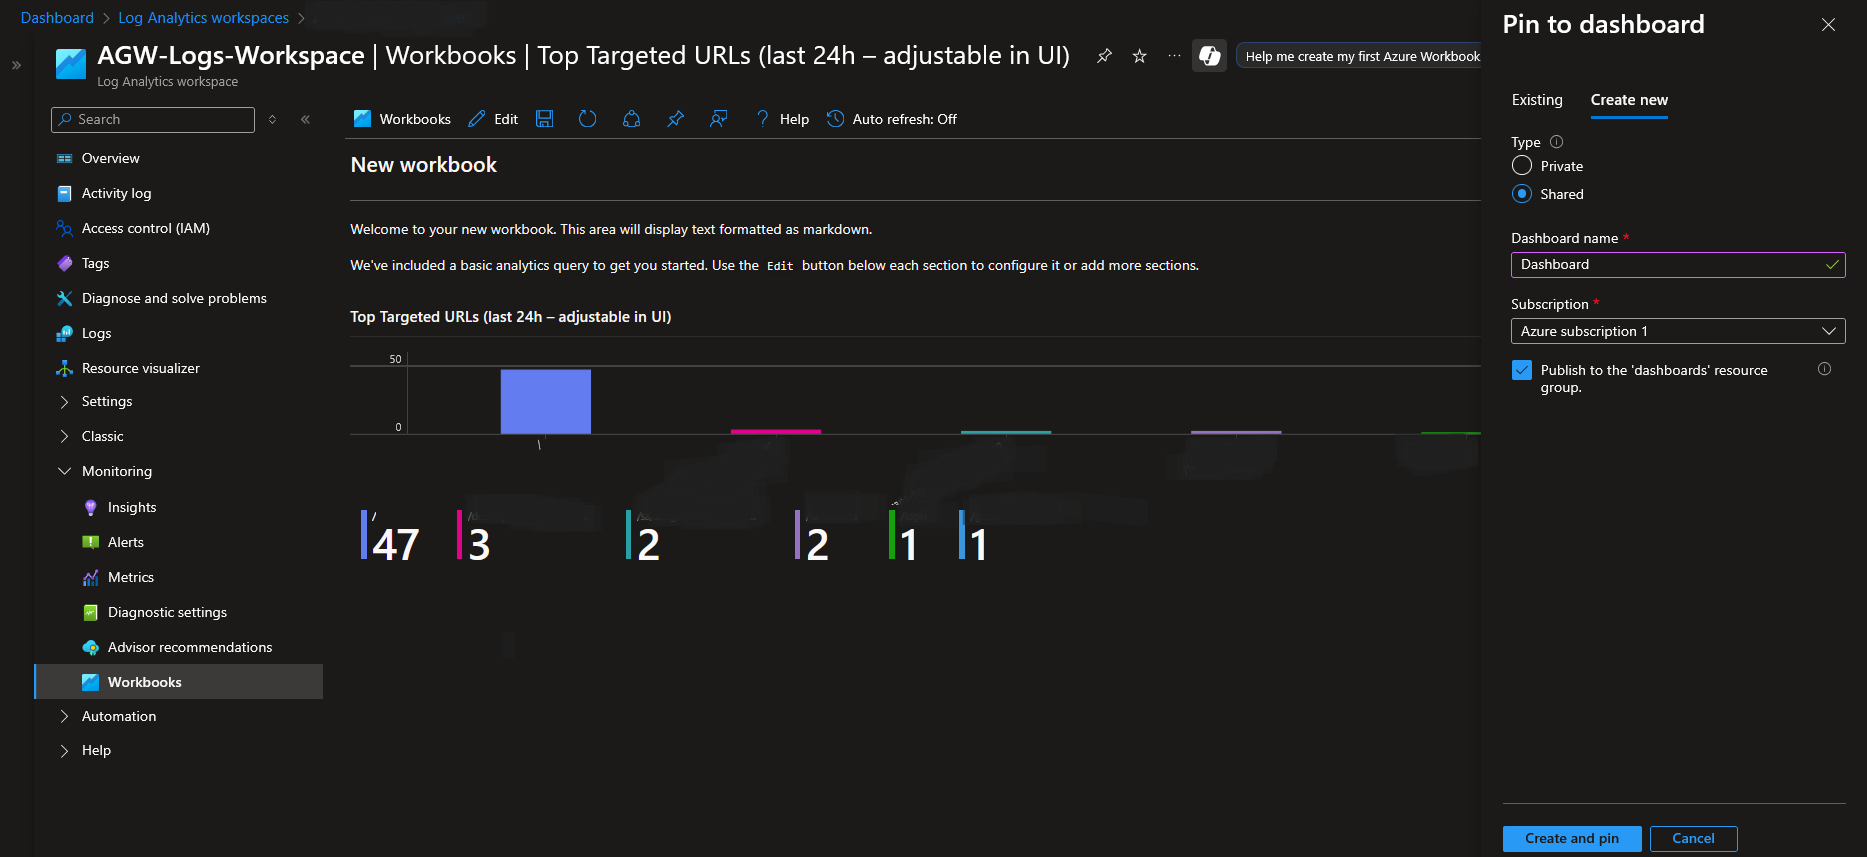 Dashboard > Log Analytics workspaces >
AGW-Logs-Workspace | Workbooks | Top Targeted URLs (last 24h – adjustable in UI)
Log Analytics workspace
Help me create my first Azure Workbook
Search
Workbooks Edit Help Auto refresh: Off
Overview
Activity log
Access control (IAM)
Tags
Diagnose and solve problems
Logs
Resource visualizer
Settings
Classic
Monitoring
Insights
Alerts
Metrics
Diagnostic settings
Advisor recommendations
Workbooks
Automation
Help
New workbook
Welcome to your new workbook. This area will display text formatted as markdown.
We've included a basic analytics query to get you started. Use the Edit button below each section to configure it or add more sections.
Top Targeted URLs (last 24h – adjustable in UI)
50
0
/
/
47 3 2 2 1 1
Pin to dashboard
Existing Create new
Type
Private
Shared
Dashboard name *
Dashboard
Subscription *
Azure subscription 1
Publish to the 'dashboards' resource
group.
Create and pin Cancel